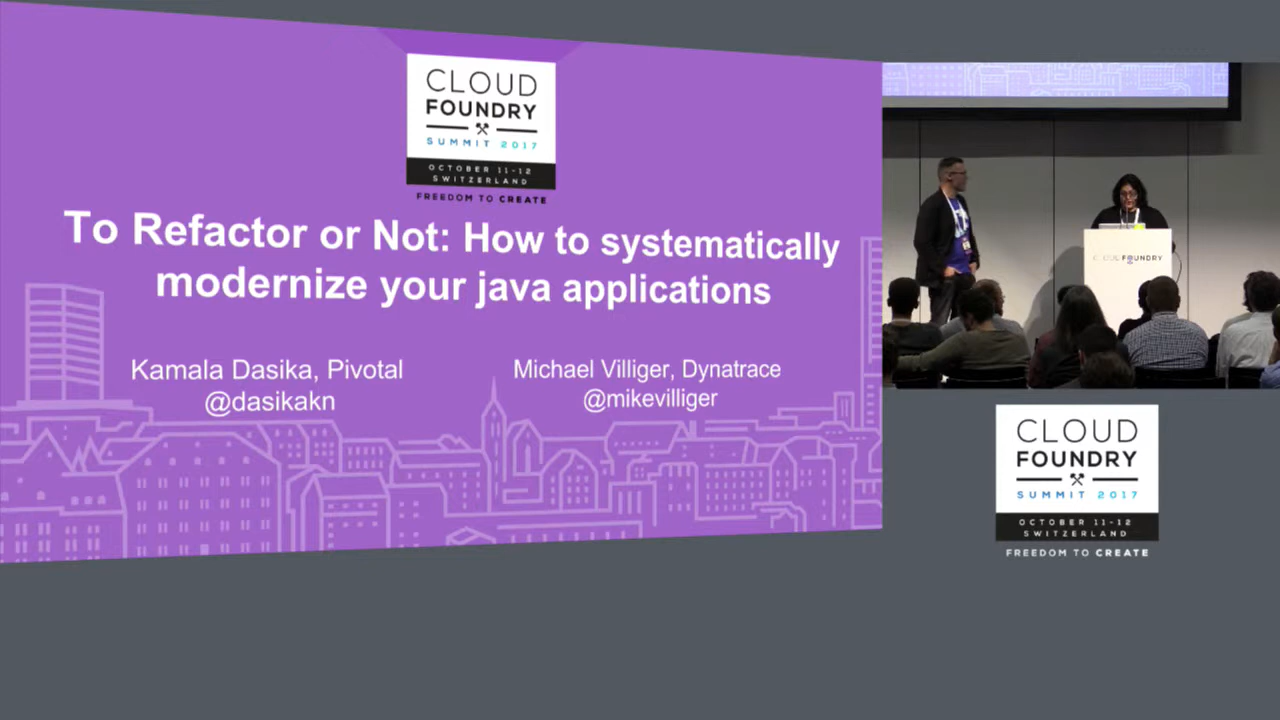 CLOUD
FOUNDRY
SUMMIT 2017
OCTOBER 11-12
SWITZERLAND
FREEDOM TO CREATE
To Refactor or Not: How to systematically
modernize your java applications
Kamala Dasika, Pivotal
@dasikakn
Michael Villiger, Dynatrace
@mikevilliger
CLOUD FOUNDRY
CLOUD
FOUNDRY
SUMMIT 2017
OCTOBER 11-12
SWITZERLAND
FREEDOM TO CREATE